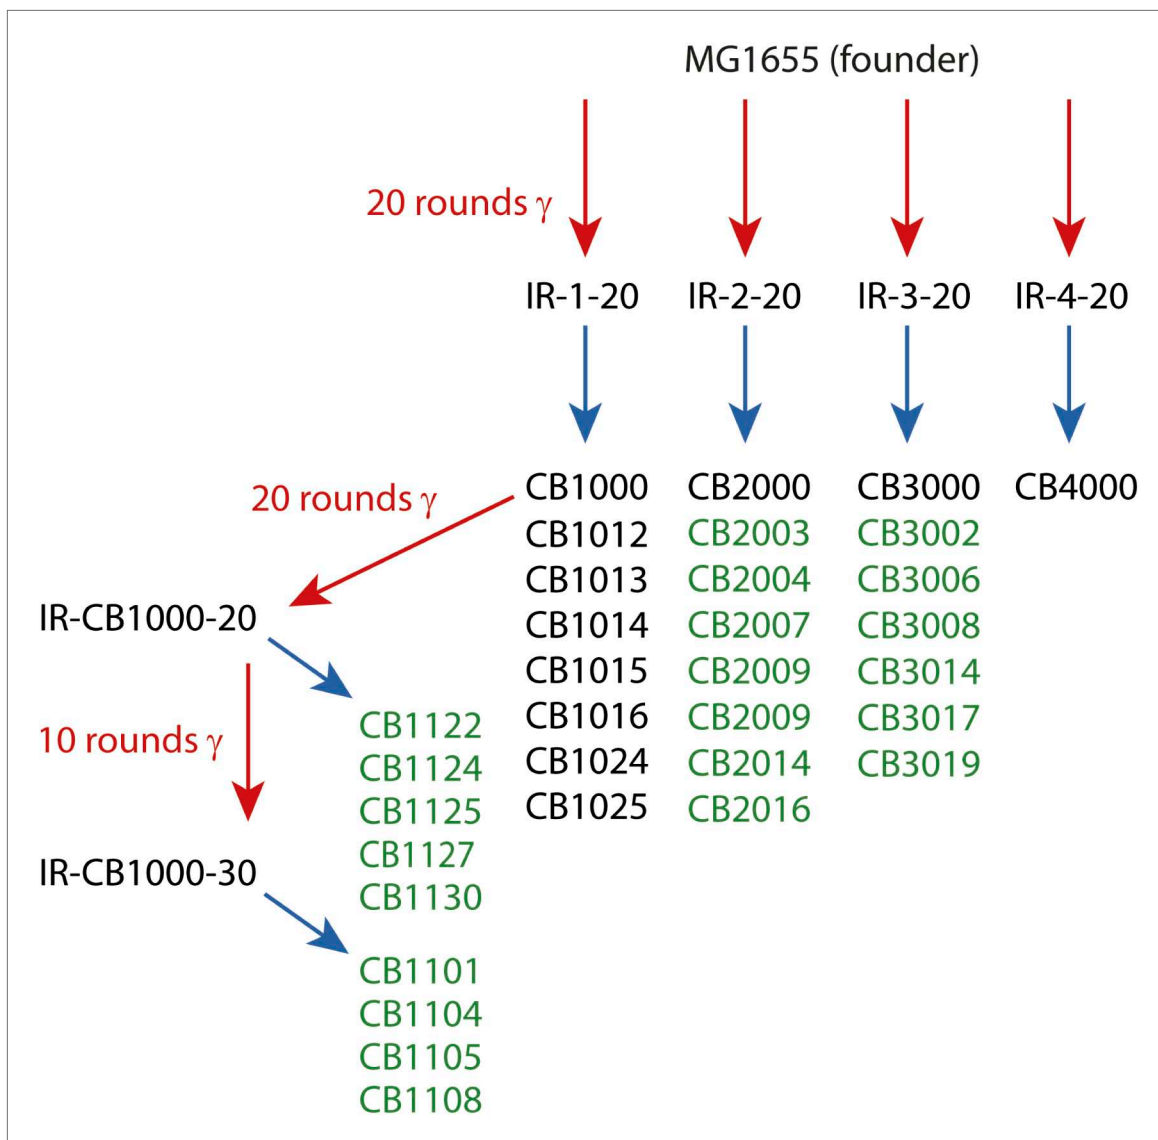 MG1655 (founder)
20 rounds γ
IR-1-20 IR-2-20 IR-3-20 IR-4-20
CB1000 CB2000 CB3000 CB4000
20 rounds γ
CB1012 CB2003 CB3002
CB1013 CB2004 CB3006
IR-CB1000-20
CB1014 CB2007 CB3008
CB1015 CB2009 CB3014
CB1016 CB2009 CB3017
CB1024 CB2014 CB3019
CB1025 CB2016
10 rounds γ
CB1122
CB1124
CB1125
CB1127
CB1130
IR-CB1000-30
CB1101
CB1104
CB1105
CB1108